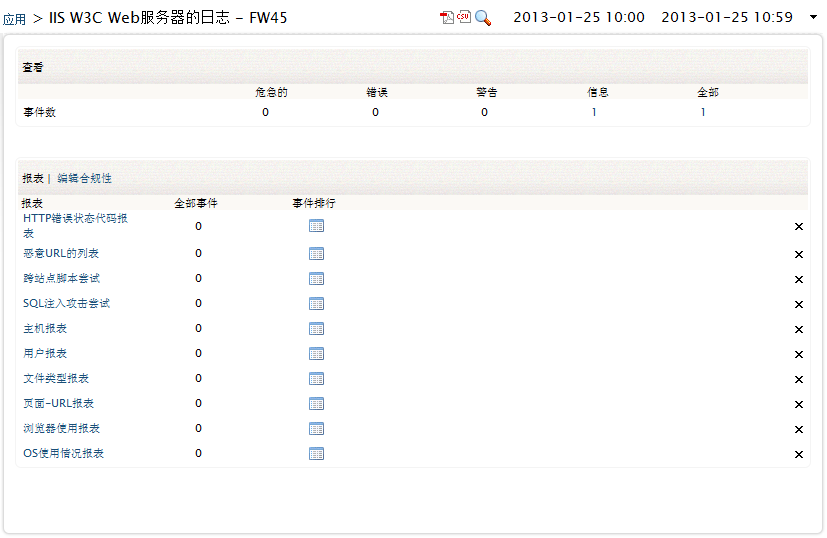 应用 > IIS W3C Web服务器的日志 - FW45 CSV 2013-01-25 10:00 2013-01-25 10:59
查看
危急的 错误 警告 信息 全部
事件数 0 0 0 1 1
报表 | 编辑合规性
报表 全部事件 事件排行
HTTP错误状态代码报
表 0
恶意URL的列表 0
跨站点脚本尝试 0
SQL注入攻击尝试 0
主机报表 0
用户报表 0
文件类型报表 0
页面-URL报表 0
浏览器使用报表 0
OS使用情况报表 0